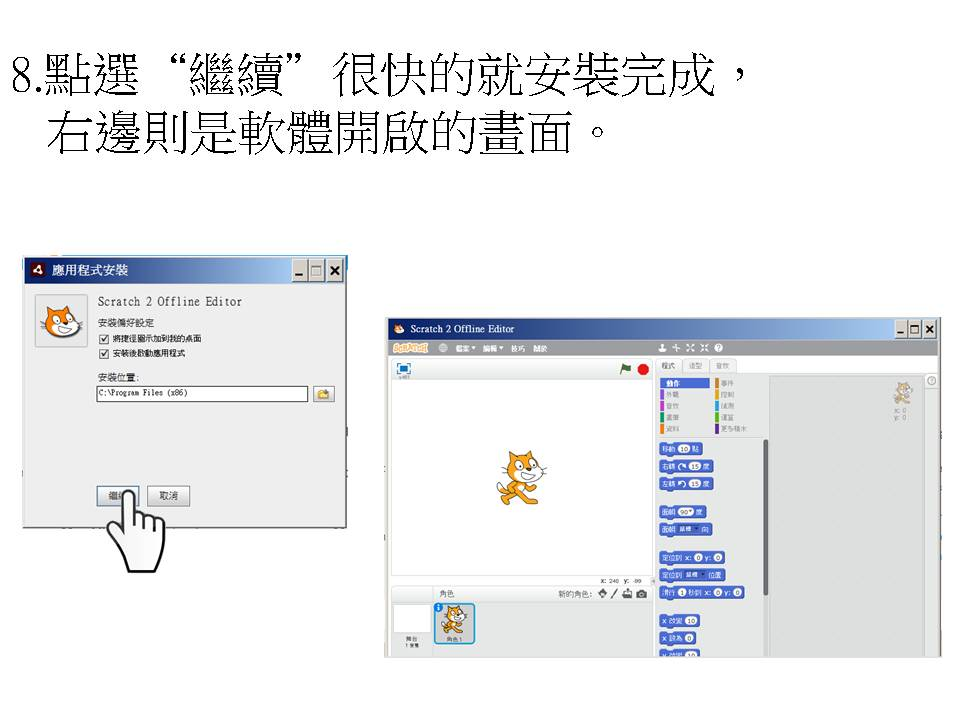 8.點選“繼續”很快的就安裝完成，
右邊則是軟體開啟的畫面。
應用程式安裝
Scratch 2 Offline Editor
安裝偏好設定
將捷徑圖示加到我的桌面
安裝後啟動應用程式
安裝位置:
C:\Program Files (x86)
取消
Scratch 2 Offline Editor
SCRATCH 檔案 編輯 技巧 關於
程式 造型 音效
動作 事件
外觀 控制
音效 偵測
畫筆 運算
資料 更多積木
x: 0
y: 0
移動 10 點
右轉 15 度
左轉 15 度
面朝 90 度
面朝 鼠標 向
定位到 x: 0 y: 0
定位到 鼠標 位置
滑行 1 秒到 x: 0 y: 0
x 改變 10
x 設為 0
x: 240 y: -99
角色 新的角色:
舞台
角色1